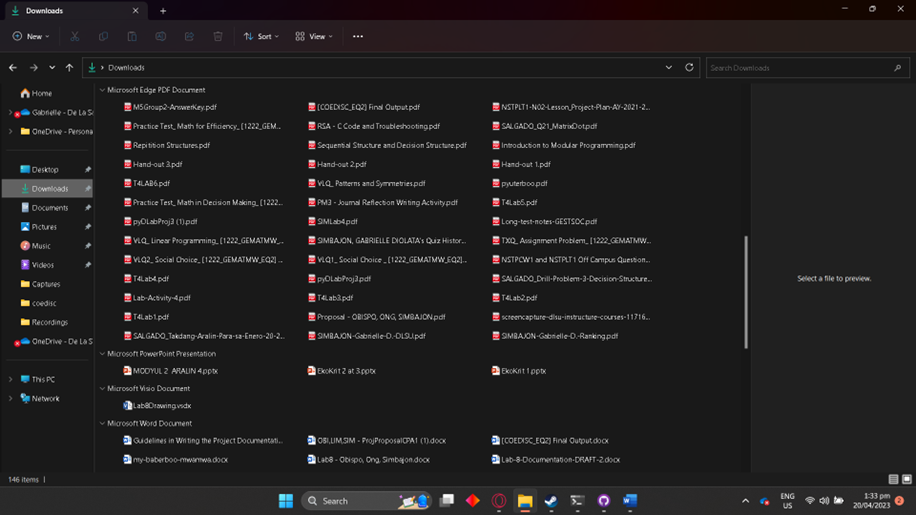 Downloads
New
Sort
View
Downloads
Search Downloads
Home
Gabrielle - De La Sa
OneDrive - Persona
Desktop
Downloads
Documents
Pictures
Music
Videos
Captures
coedisc
Recordings
OneDrive - De La S
This PC
Network
Microsoft Edge PDF Document
M5Group2-AnswerKey.pdf [COEDISC_EQ2] Final Output.pdf NSTPLT1-N02-Lesson_Project-Plan-AY-2021-2...
Practice Test_ Math for Efficiency_ [1222_GEM... RSA - C Code and Troubleshooting.pdf SALGADO_Q21_MatrixDot.pdf
Repitition Structures.pdf Sequential Structure and Decision Structure.pdf Introduction to Modular Programming.pdf
Hand-out 3.pdf Hand-out 2.pdf Hand-out 1.pdf
T4LAB6.pdf VLQ_ Patterns and Symmetries.pdf pyuterboo.pdf
Practice Test_ Math in Decision Making_ [1222... PM3 - Journal Reflection Writing Activity.pdf T4Lab5.pdf
pyDLabProj3 (1).pdf SIMLab4.pdf Long-test-notes-GESTSOC.pdf
VLQ_ Linear Programming_ [1222_GEMATMW_... SIMBAJON, GABRIELLE DIOLATA's Quiz Histor... TXQ_ Assignment Problem_ [1222_GEMATMW...
VLQ2_ Social Choice_ [1222_GEMATMW_EQ2]... VLQ1_ Social Choice _ [1222_GEMATMW_EQ2]... NSTPCW1 and NSTPLT1 Off Campus Question...
T4Lab4.pdf pyDLabProj3.pdf SALGADO_Drill-Problem-3-Decision-Structure...
Lab-Activity-4.pdf T4Lab3.pdf T4Lab2.pdf
T4Lab1.pdf Proposal - OBISPO, ONG, SIMBAJON.pdf screencapture-dlsu-instructure-courses-11716...
SALGADO_Takdang-Aralin-Para-sa-Enero-20-2... SIMBAJON-Gabrielle-D.-DLSU.pdf SIMBAJON-Gabrielle-D.-Ranking.pdf
Microsoft PowerPoint Presentation
MODYUL 2 ARALIN 4.pptx EkoKrit 2 at 3.pptx EkoKrit 1.pptx
Microsoft Visio Document
Lab8Drawing.vsdx
Microsoft Word Document
Guidelines in Writing the Project Documentati... OBI,LIM,SIM - ProjProposalCPA1 (1).docx [COEDISC_EQ2] Final Output.docx
my-baberboo-mwamwa.docx Lab8 - Obispo, Ong, Simbajon.docx Lab-8-Documentation-DRAFT-2.docx
Select a file to preview.
146 items
Search
ENG
US
1:33 pm
20/04/2023
2